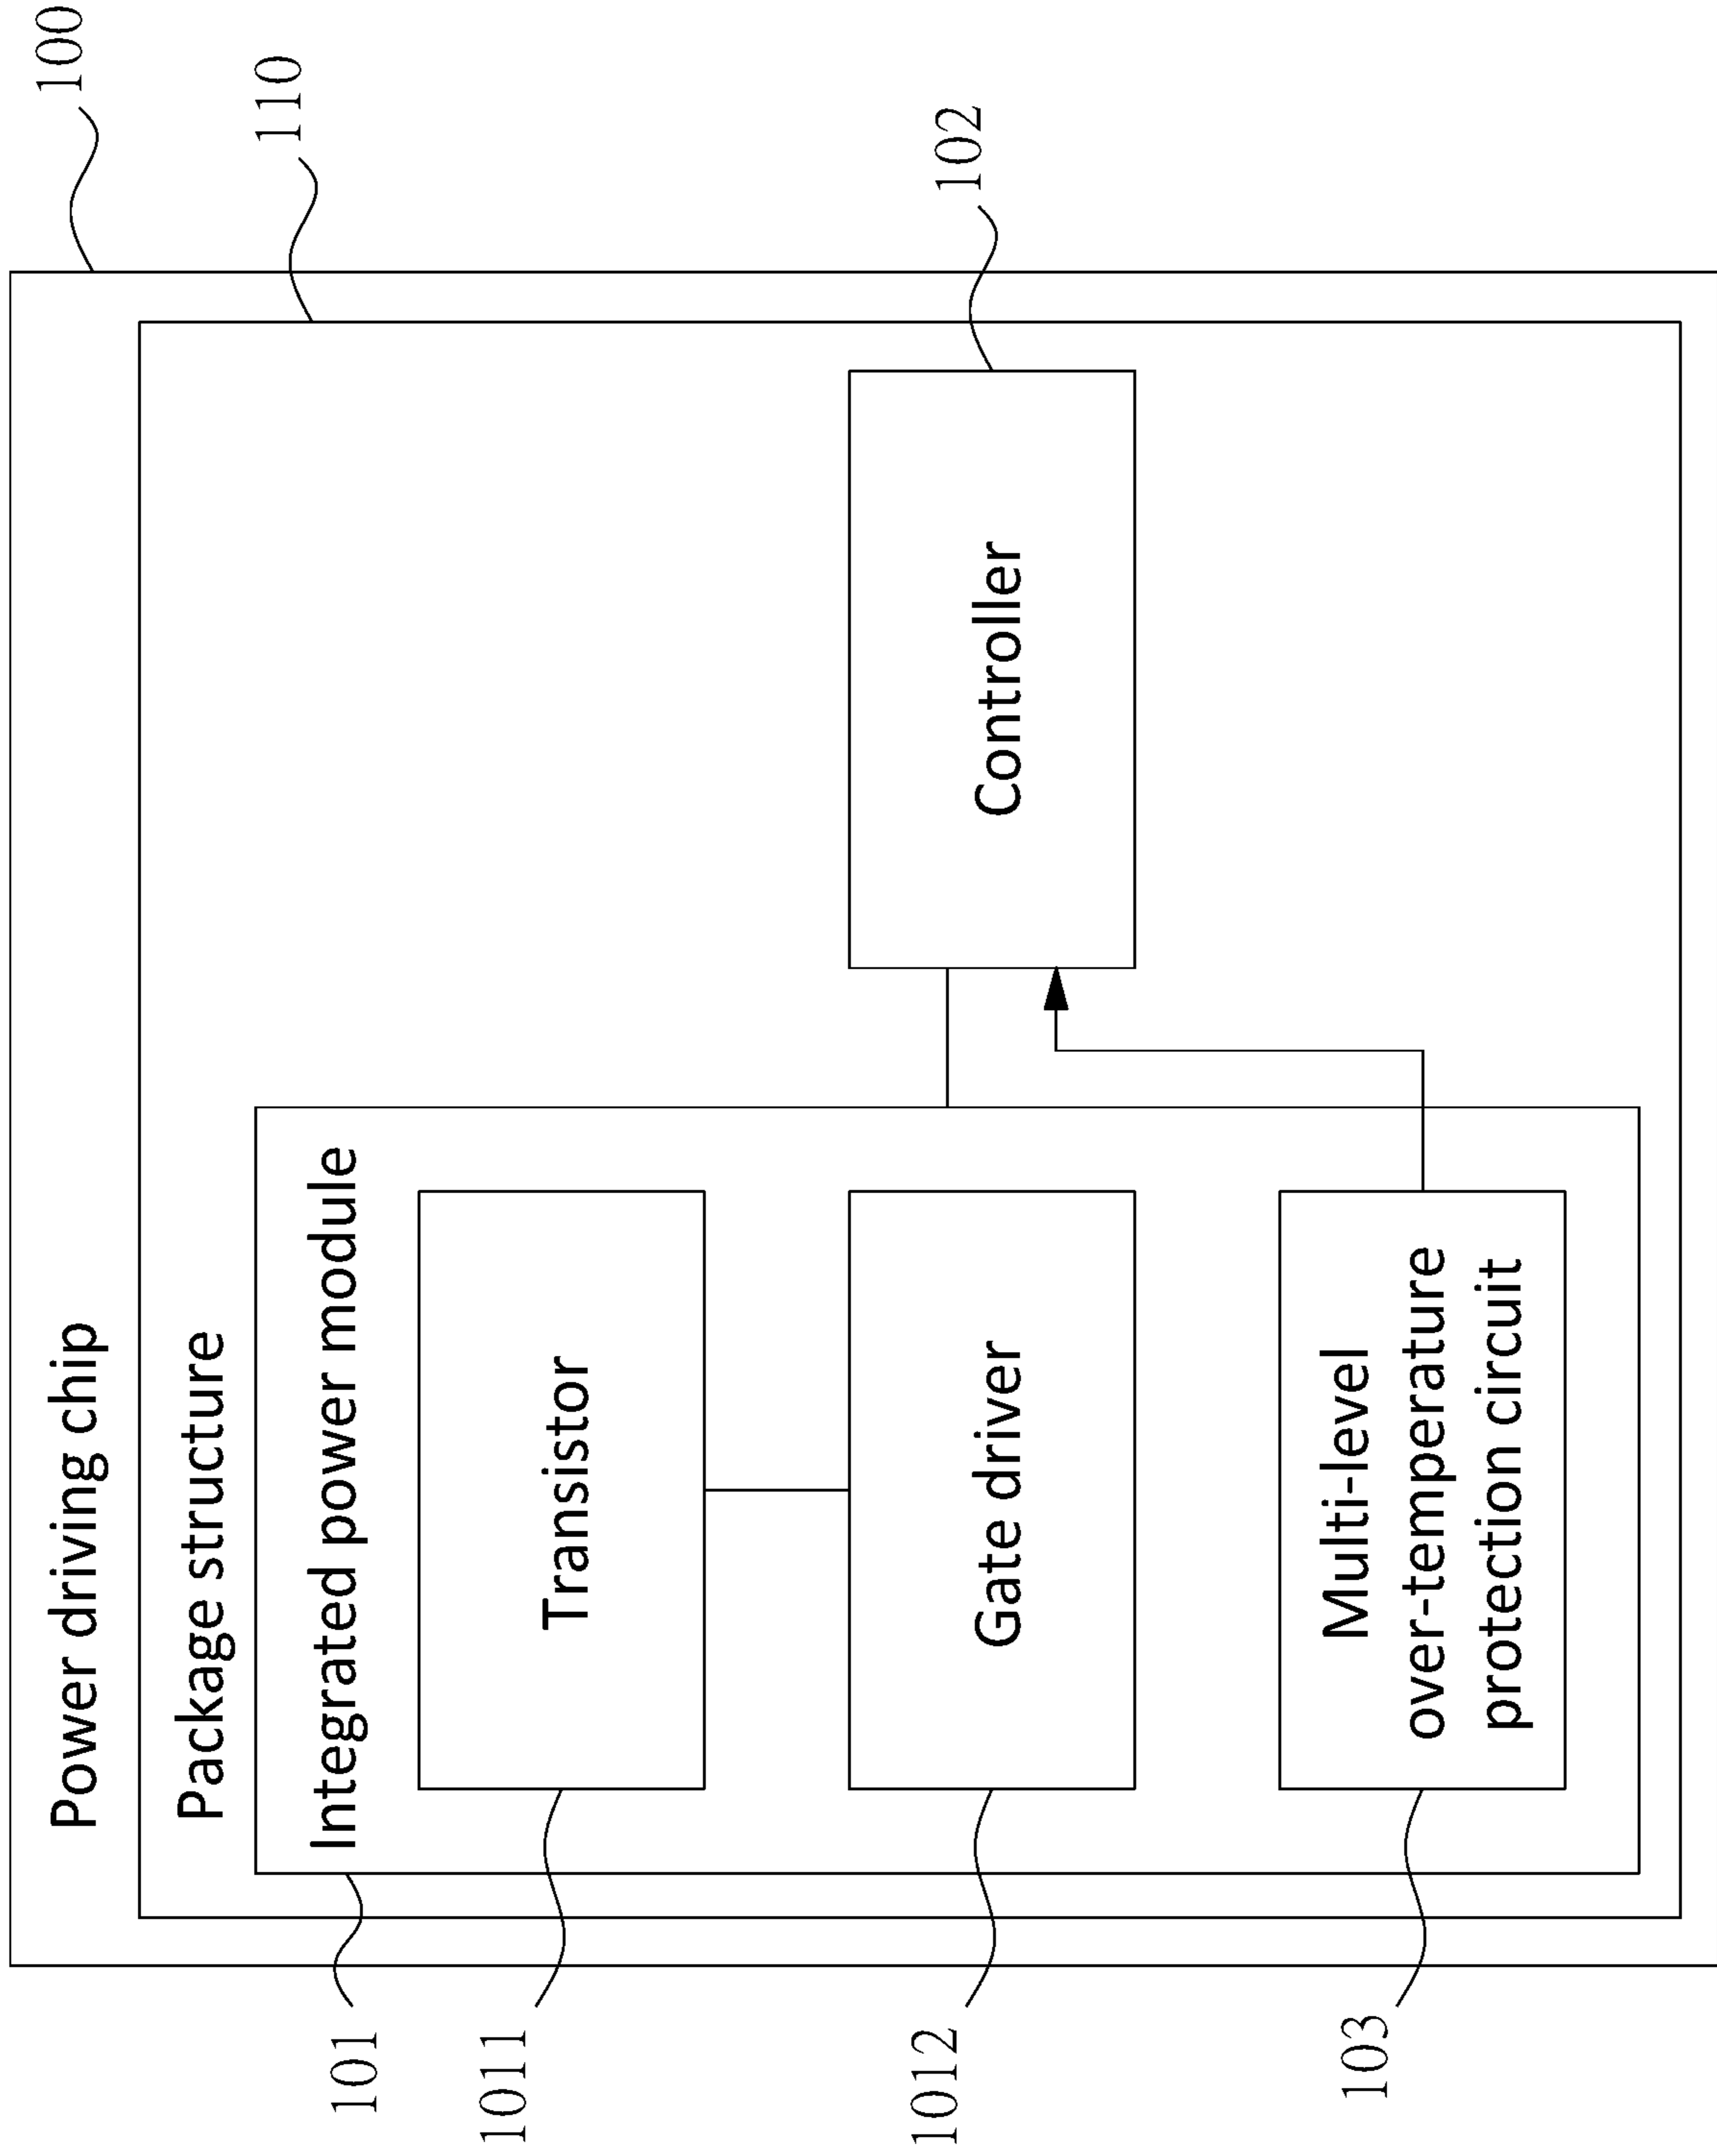 Power driving chip
100
Package structure
110
101
Integrated power module
1011
Transistor
1012
Gate driver
Controller
102
103
Multi-level
over-temperature
protection circuit